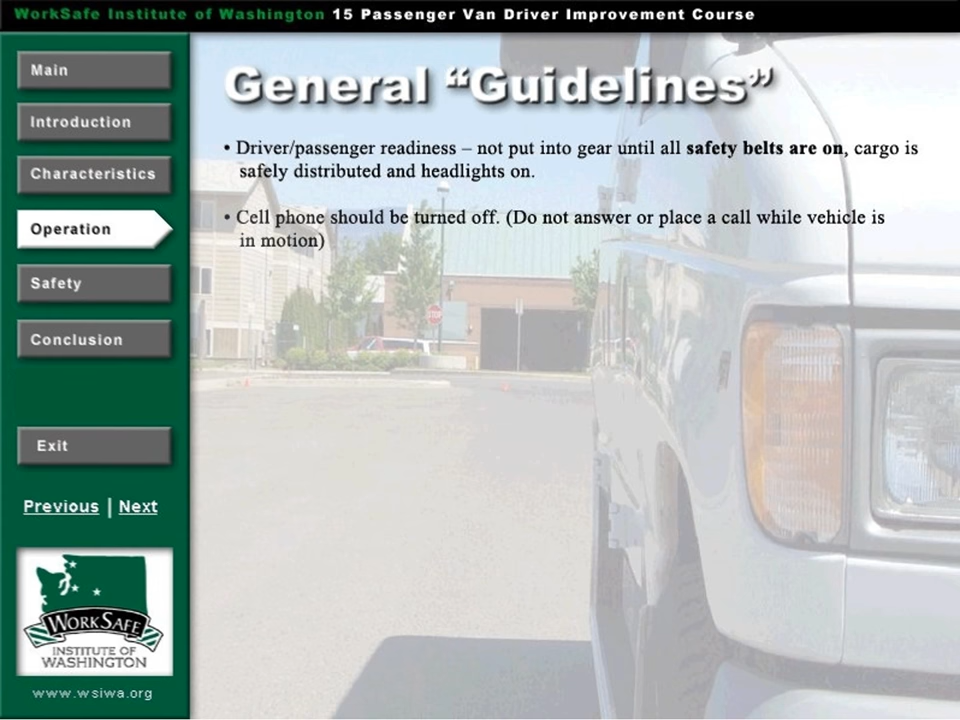 WorkSafe Institute of Washington 15 Passenger Van Driver Improvement Course
Main
Introduction
Characteristics
Operation
Safety
Conclusion
Exit
Previous | Next
WORKSAFE
INSTITUTE OF
WASHINGTON
www.wsiwa.org
General “Guidelines”
• Driver/passenger readiness – not put into gear until all safety belts are on, cargo is
safely distributed and headlights on.
• Cell phone should be turned off. (Do not answer or place a call while vehicle is
in motion)
STOP